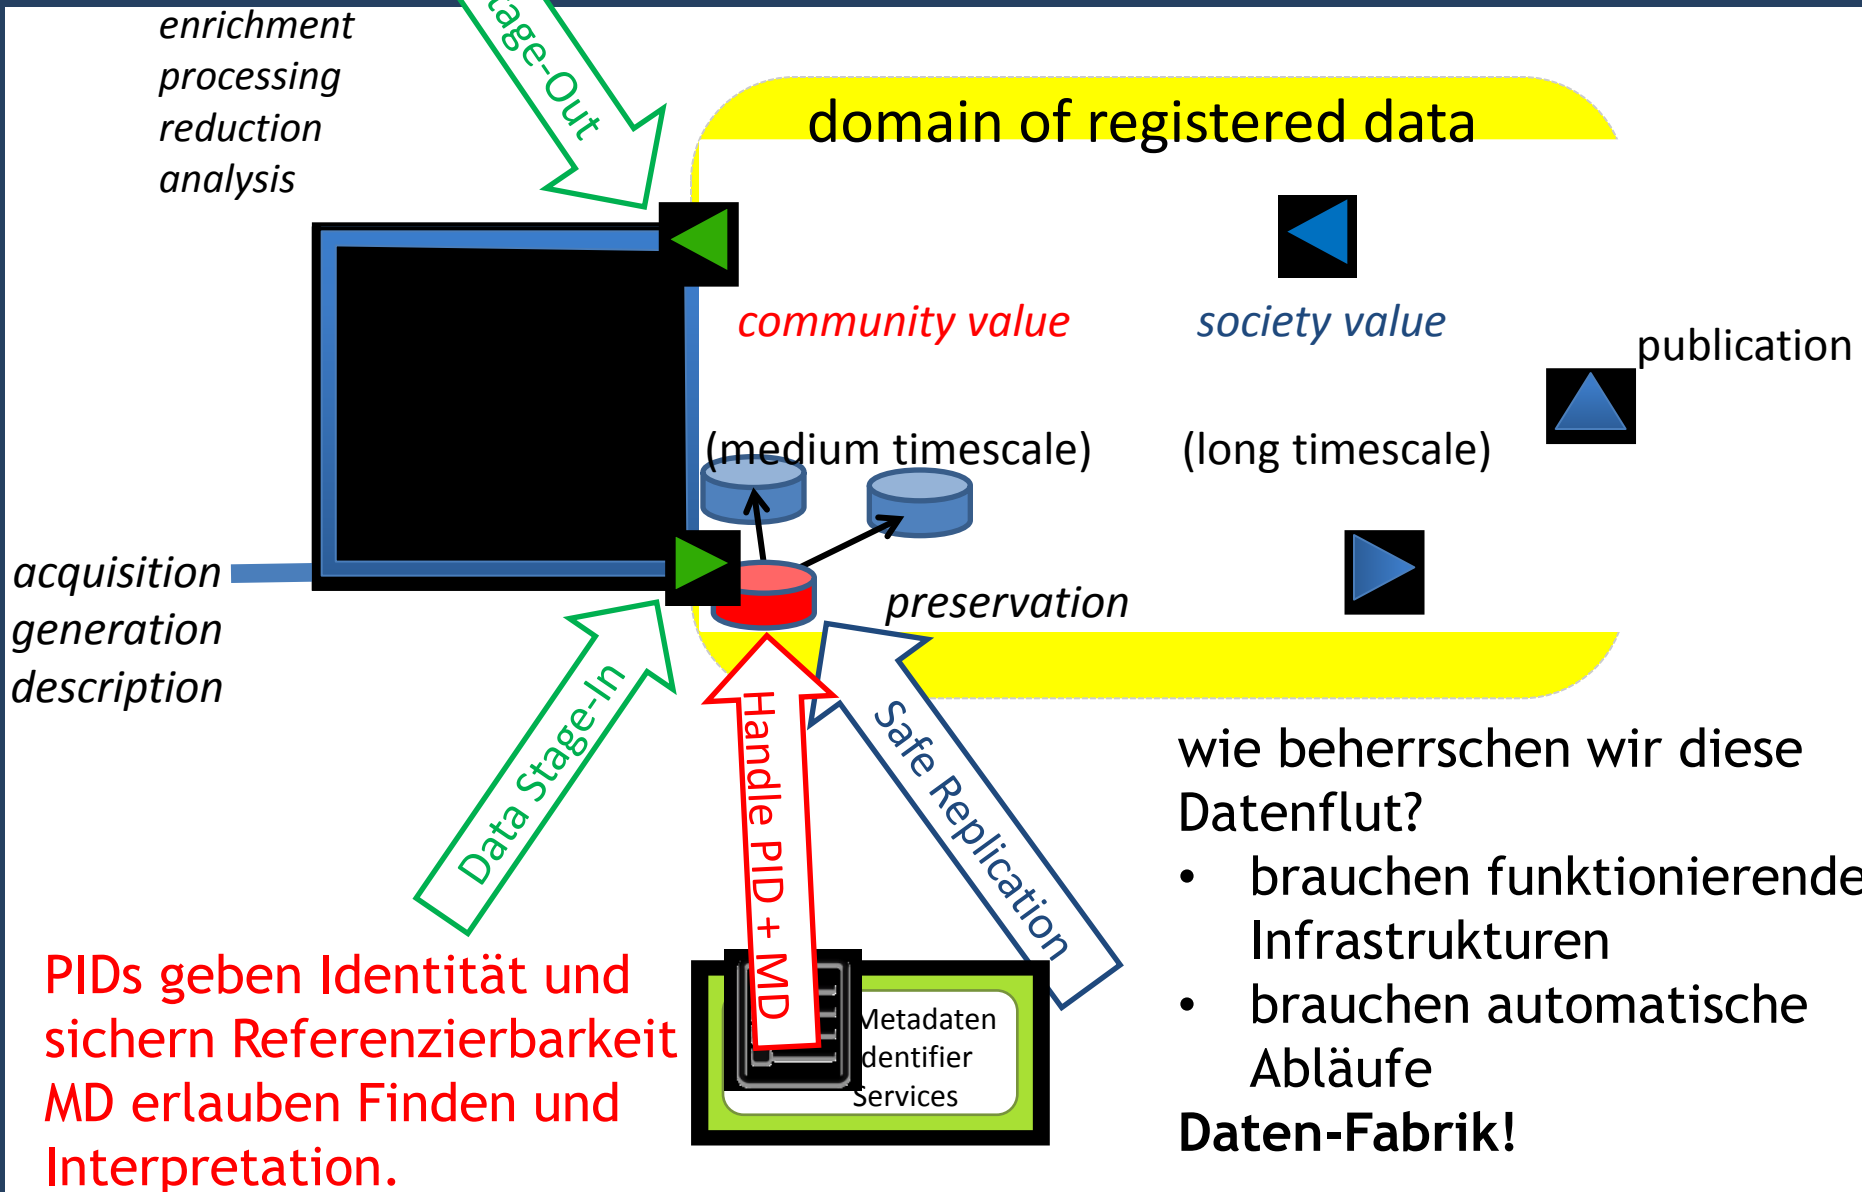 enrichment
processing
reduction
analysis
tage-Out
domain of registered data
community value
society value
publication
(medium timescale)
(long timescale)
acquisition
generation
description
preservation
Data Stage-In
Handle PID + MD
Safe Replication
Metadaten
Identifier
Services
PIDs geben Identität und
sichern Referenzierbarkeit
MD erlauben Finden und
Interpretation.
wie beherrschen wir diese
Datenflut?
• brauchen funktionierende
Infrastrukturen
• brauchen automatische
Abläufe
Daten-Fabrik!